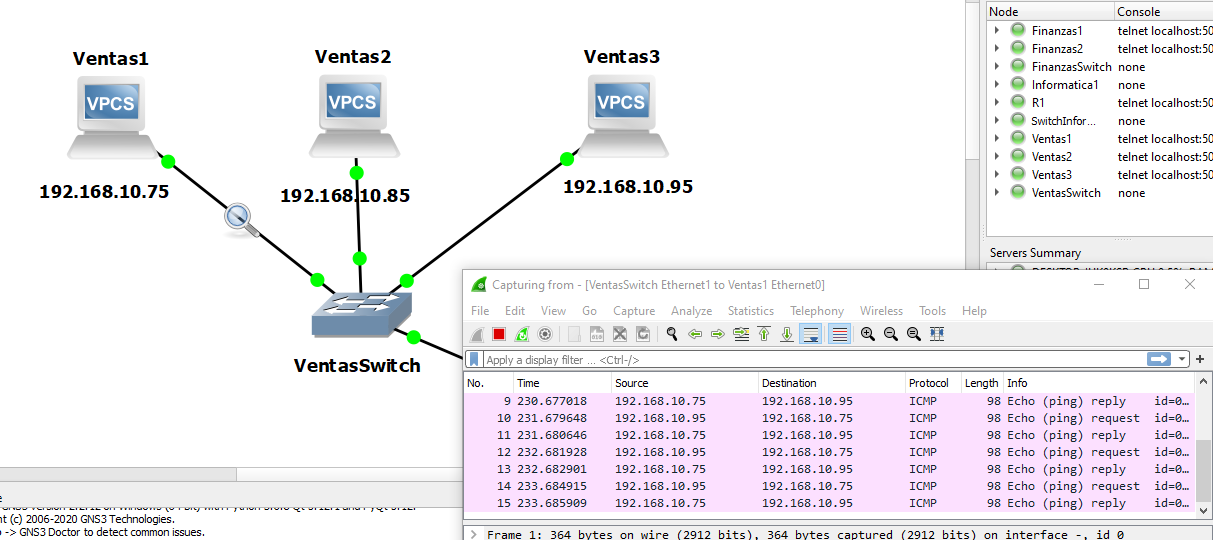 Ventas1
Ventas2
Ventas3
VPCS
VPCS
VPCS
192.168.10.75
192.168.10.85
192.168.10.95
VentasSwitch
Node Console
Finanzas1 telnet localhost:50
Finanzas2 telnet localhost:50
FinanzasSwitch none
Informatica1 none
R1 telnet localhost:50
SwitchInfor... none
Ventas1 telnet localhost:50
Ventas2 telnet localhost:50
Ventas3 telnet localhost:50
VentasSwitch none
Servers Summary
Capturing from - [VentasSwitch Ethernet1 to Ventas1 Ethernet0]
File Edit View Go Capture Analyze Statistics Telephony Wireless Tools Help
Apply a display filter ... <Ctrl-/>
No. Time Source Destination Protocol Length Info
9 230.677018 192.168.10.75 192.168.10.95 ICMP 98 Echo (ping) reply id=0…
10 231.679648 192.168.10.95 192.168.10.75 ICMP 98 Echo (ping) request id=0…
11 231.680646 192.168.10.75 192.168.10.95 ICMP 98 Echo (ping) reply id=0…
12 232.681928 192.168.10.95 192.168.10.75 ICMP 98 Echo (ping) request id=0…
13 232.682901 192.168.10.75 192.168.10.95 ICMP 98 Echo (ping) reply id=0…
14 233.684915 192.168.10.95 192.168.10.75 ICMP 98 Echo (ping) request id=0…
15 233.685909 192.168.10.75 192.168.10.95 ICMP 98 Echo (ping) reply id=0…
Frame 1: 364 bytes on wire (2912 bits), 364 bytes captured (2912 bits) on interface -, id 0
t (c) 2006-2020 GNS3 Technologies.
-> GNS3 Doctor to detect common issues.